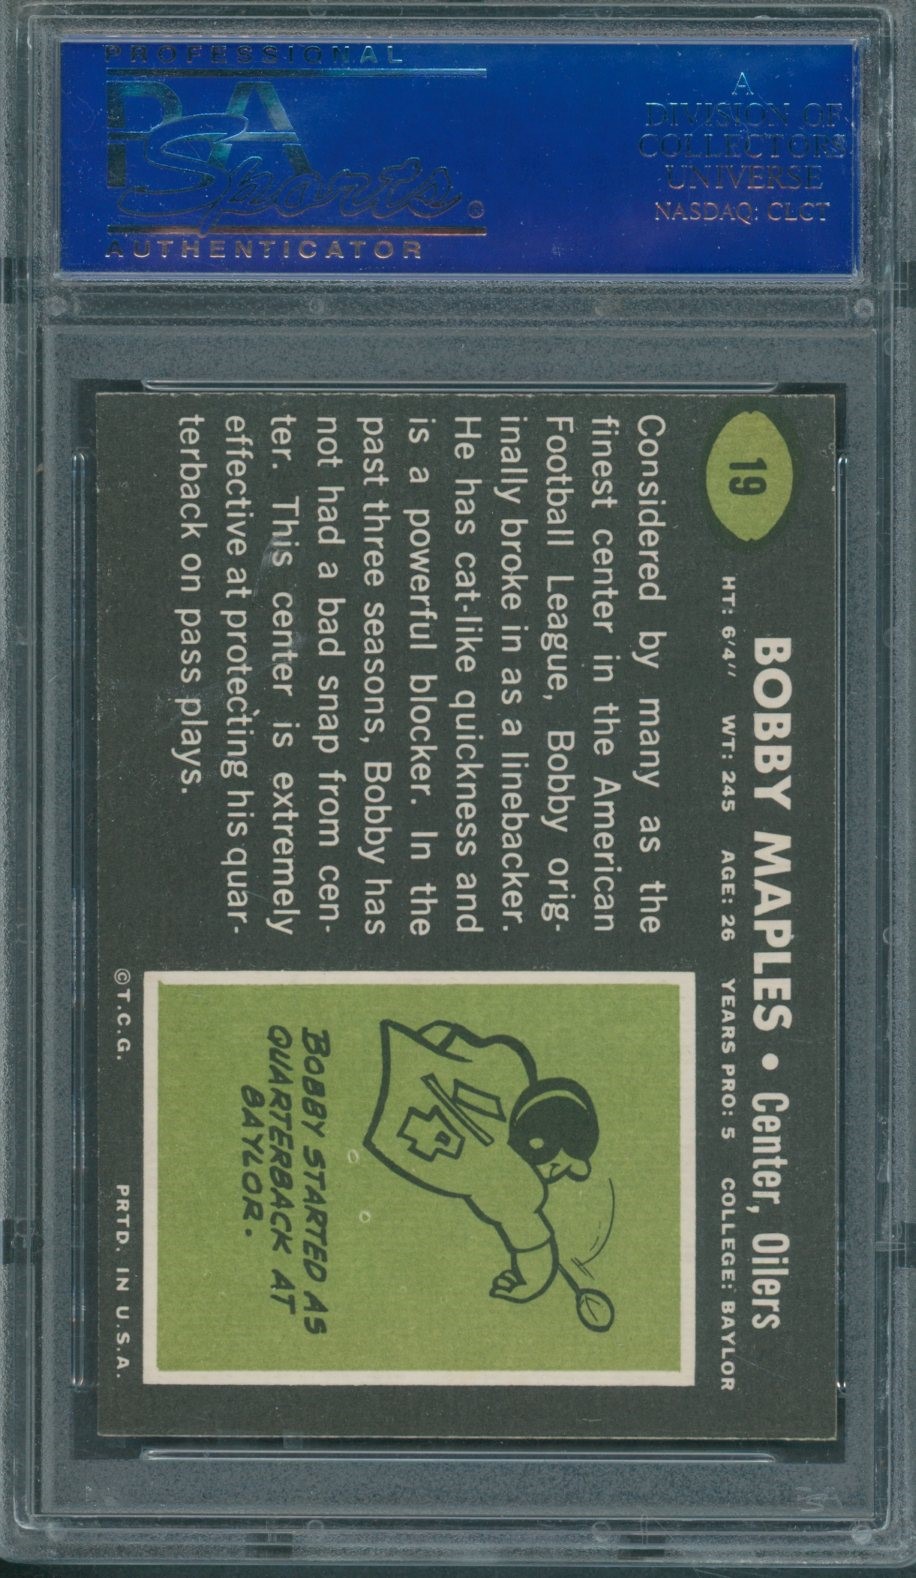 PROFESSIONAL
PSA
Sports®
AUTHENTICATOR
A
DIVISION OF
COLLECTORS
UNIVERSE
NASDAQ: CLCT
19
BOBBY MAPLES • Center, Oilers
HT: 6'4" WT: 245 AGE: 26 YEARS PRO: 5 COLLEGE: BAYLOR
Considered by many as the
finest center in the American
Football League, Bobby orig-
inally broke in as a linebacker.
He has cat-like quickness and
is a powerful blocker. In the
past three seasons, Bobby has
not had a bad snap from cen-
ter. This center is extremely
effective at protecting his quar-
terback on pass plays.
BOBBY STARTED AS
QUARTERBACK AT
BAYLOR.
©T.C.G. PRTD. IN U.S.A.